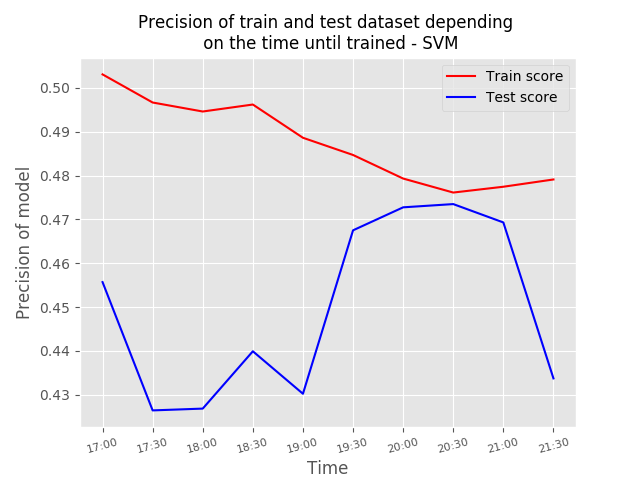 Precision of train and test dataset depending
on the time until trained - SVM
Train score
Test score
Precision of model
0.50
0.49
0.48
0.47
0.46
0.45
0.44
0.43
17:00 17:30 18:00 18:30 19:00 19:30 20:00 20:30 21:00 21:30
Time